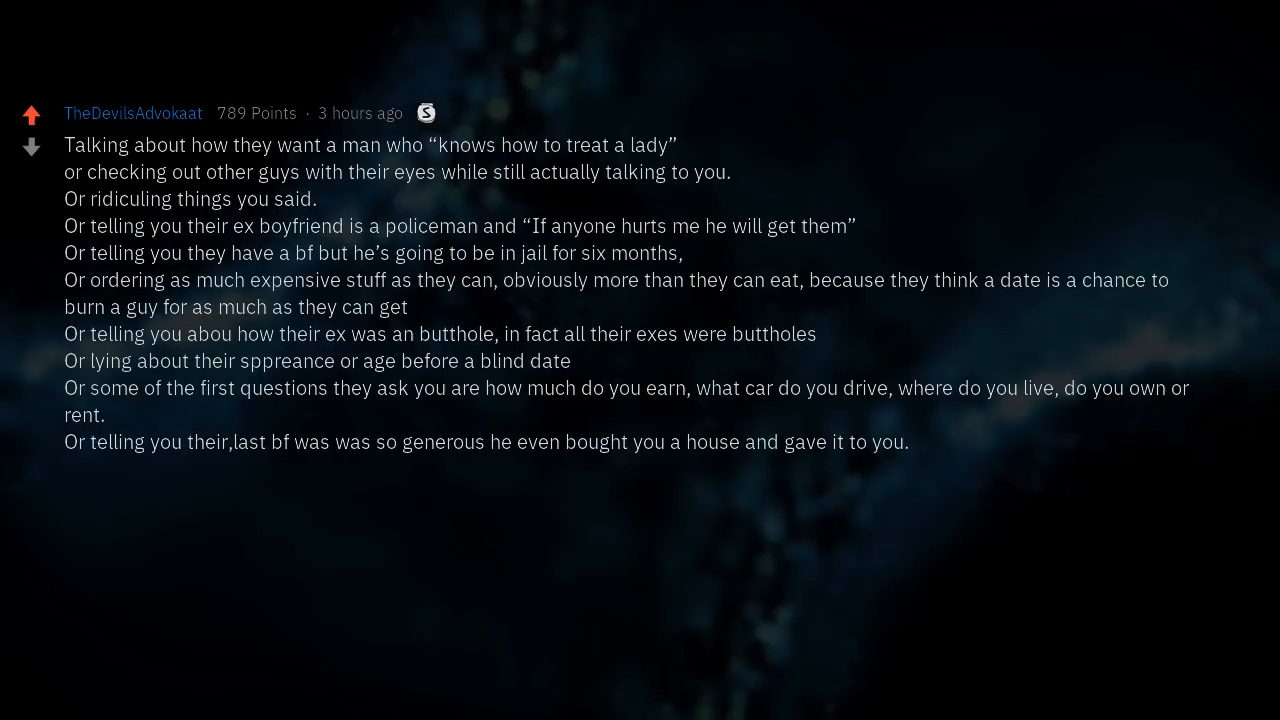 TheDevilsAdvokaat 789 Points · 3 hours ago S
Talking about how they want a man who “knows how to treat a lady”
or checking out other guys with their eyes while still actually talking to you.
Or ridiculing things you said.
Or telling you their ex boyfriend is a policeman and “If anyone hurts me he will get them”
Or telling you they have a bf but he’s going to be in jail for six months,
Or ordering as much expensive stuff as they can, obviously more than they can eat, because they think a date is a chance to
burn a guy for as much as they can get
Or telling you abou how their ex was an butthole, in fact all their exes were buttholes
Or lying about their sppreance or age before a blind date
Or some of the first questions they ask you are how much do you earn, what car do you drive, where do you live, do you own or
rent.
Or telling you their,last bf was was so generous he even bought you a house and gave it to you.